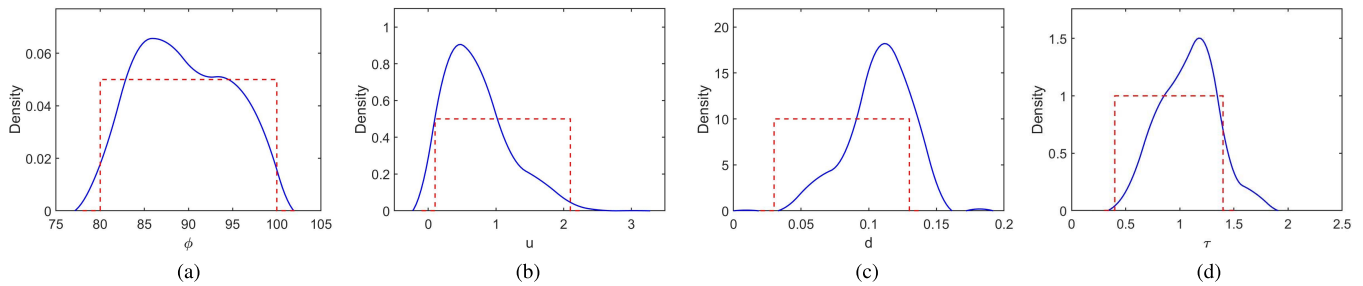 Density
0.06
0.04
0.02
0
75 80 85 90 95 100 105
ϕ
(a)
Density
1
0.8
0.6
0.4
0.2
0
0 1 2 3
u
(b)
Density
20
15
10
5
0
0 0.05 0.1 0.15 0.2
d
(c)
Density
1.5
1
0.5
0
0 0.5 1 1.5 2 2.5
τ
(d)